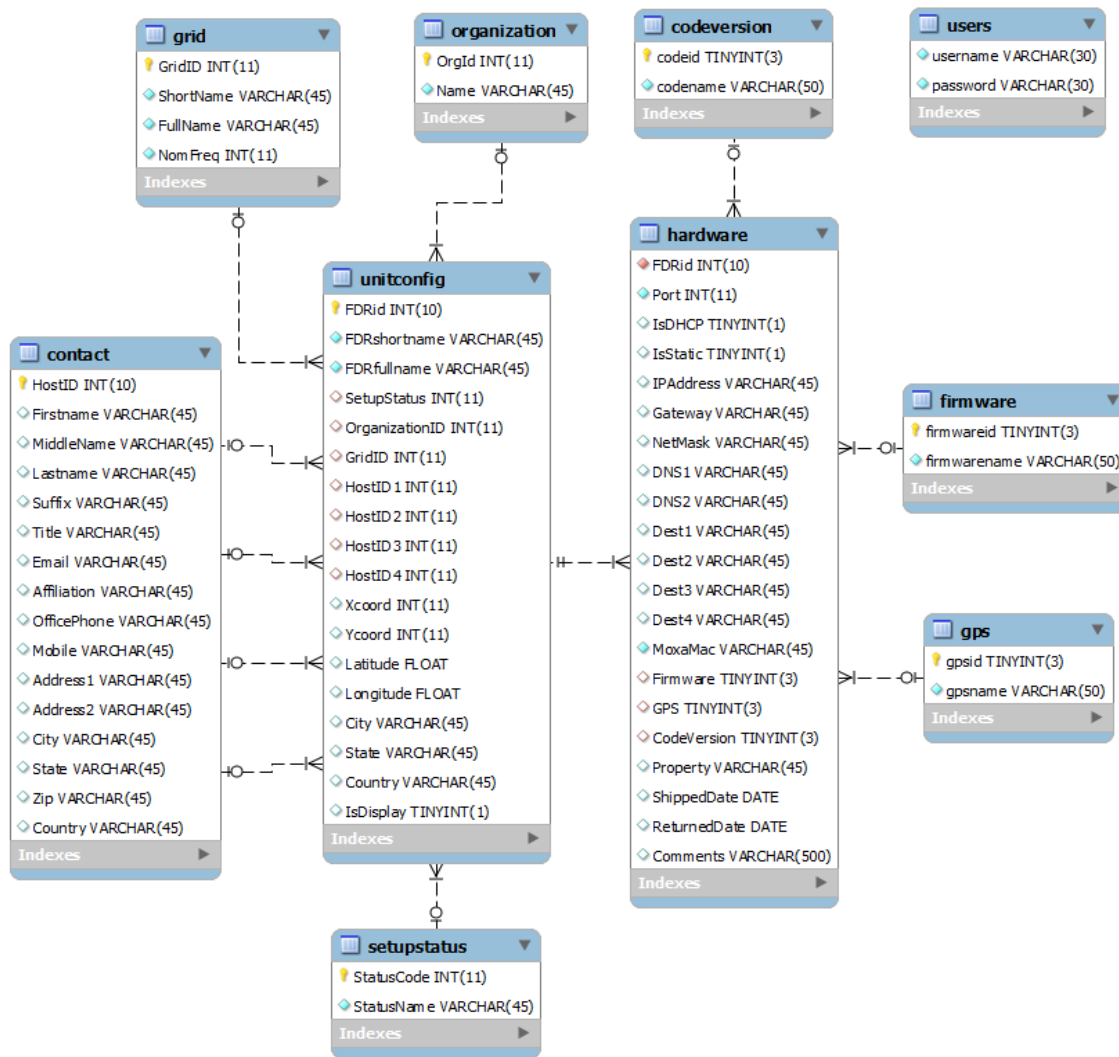 grid
GridID INT(11)
ShortName VARCHAR(45)
FullName VARCHAR(45)
NomFreq INT(11)
Indexes
organization
OrgId INT(11)
Name VARCHAR(45)
Indexes
codeversion
codeid TINYINT(3)
codename VARCHAR(50)
Indexes
users
username VARCHAR(30)
password VARCHAR(30)
Indexes
contact
HostID INT(10)
Firstname VARCHAR(45)
MiddleName VARCHAR(45)
Lastname VARCHAR(45)
Suffix VARCHAR(45)
Title VARCHAR(45)
Email VARCHAR(45)
Affiliation VARCHAR(45)
OfficePhone VARCHAR(45)
Mobile VARCHAR(45)
Address1 VARCHAR(45)
Address2 VARCHAR(45)
City VARCHAR(45)
State VARCHAR(45)
Zip VARCHAR(45)
Country VARCHAR(45)
Indexes
unitconfig
FDRid INT(10)
FDRshortname VARCHAR(45)
FDRfullname VARCHAR(45)
SetupStatus INT(11)
OrganizationID INT(11)
GridID INT(11)
HostID1 INT(11)
HostID2 INT(11)
HostID3 INT(11)
HostID4 INT(11)
Xcoord INT(11)
Ycoord INT(11)
Latitude FLOAT
Longitude FLOAT
City VARCHAR(45)
State VARCHAR(45)
Country VARCHAR(45)
IsDisplay TINYINT(1)
Indexes
hardware
FDRid INT(10)
Port INT(11)
IsDHCP TINYINT(1)
IsStatic TINYINT(1)
IPAddress VARCHAR(45)
Gateway VARCHAR(45)
NetMask VARCHAR(45)
DNS1 VARCHAR(45)
DNS2 VARCHAR(45)
Dest1 VARCHAR(45)
Dest2 VARCHAR(45)
Dest3 VARCHAR(45)
Dest4 VARCHAR(45)
MoxaMac VARCHAR(45)
Firmware TINYINT(3)
GPS TINYINT(3)
CodeVersion TINYINT(3)
Property VARCHAR(45)
ShippedDate DATE
ReturnedDate DATE
Comments VARCHAR(500)
Indexes
firmware
firmwareid TINYINT(3)
firmwarename VARCHAR(50)
Indexes
gps
gpsid TINYINT(3)
gpsname VARCHAR(50)
Indexes
setupstatus
StatusCode INT(11)
StatusName VARCHAR(45)
Indexes